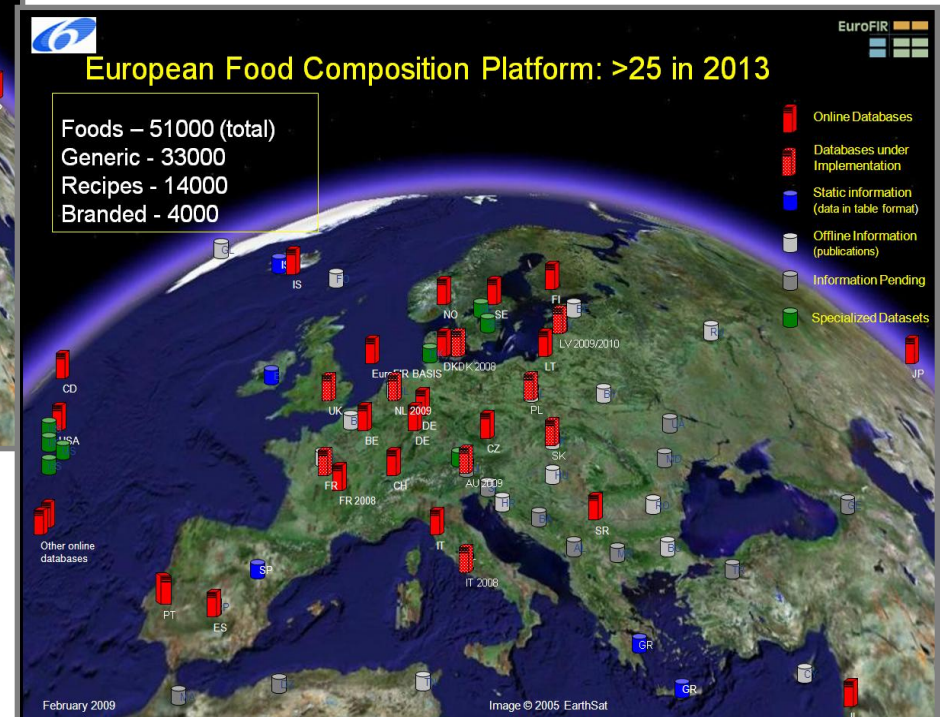 EuroFIR
European Food Composition Platform: >25 in 2013
Foods – 51000 (total)
Generic - 33000
Recipes - 14000
Branded - 4000
Online Databases
Databases under
Implementation
Static information
(data in table format)
Offline Information
(publications)
Information Pending
Specialized Datasets
GL
IS
IS
NO
SE
FI
LV 2009/2010
LT
EuroFIR BASIS
DK
DK 2008
CD
JP
UK
NL 2009
DE
DE
BE
PL
USA
CZ
SK
FR
FR 2008
CH
AU 2009
SR
IT
IT 2008
Other online
databases
SP
PT
ES
GR
GR
February 2009
Image © 2005 EarthSat